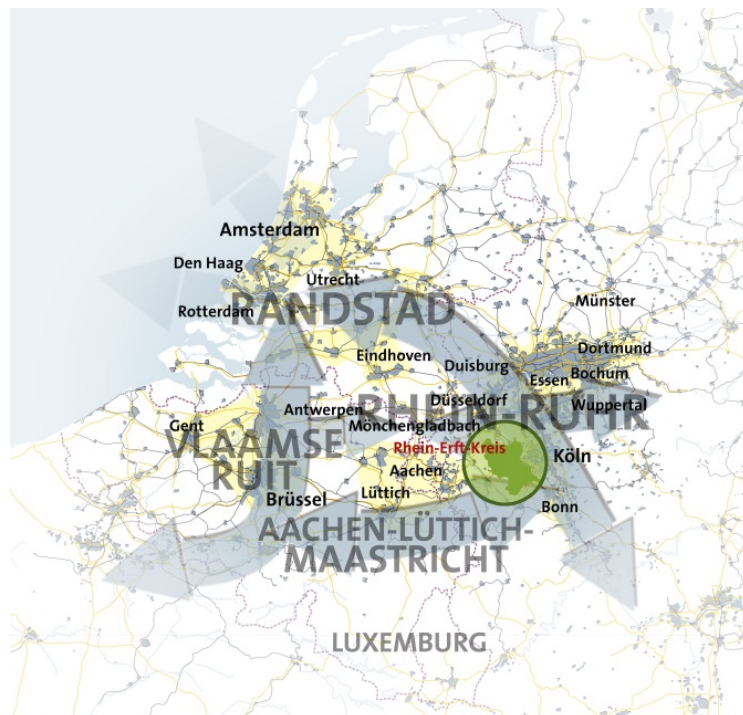 Amsterdam
Den Haag
Utrecht
Rotterdam
RANDSTAD
Münster
Eindhoven
Duisburg
Dortmund
Essen
Bochum
Düsseldorf
Wuppertal
Antwerpen
RHEIN-RUHR
Gent
Mönchengladbach
VLAAMSE
RUIT
Rhein-Erft-Kreis
Köln
Aachen
Lüttich
Brüssel
Bonn
AACHEN-LÜTTICH-
MAASTRICHT
LUXEMBURG